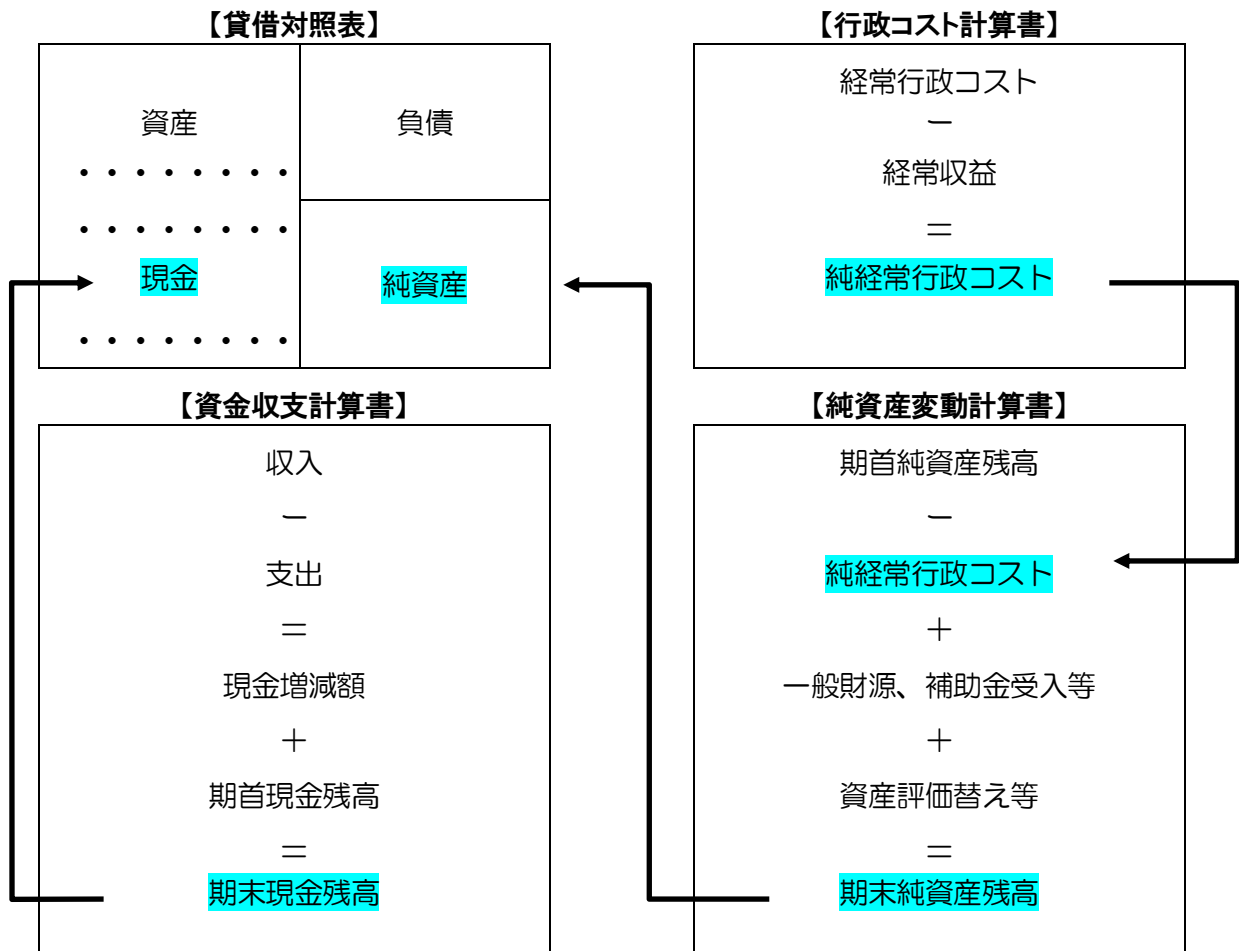 【貸借対照表】
資産
・・・・・・・・
・・・・・・・・
現金
・・・・・・・・
負債
純資産
【行政コスト計算書】
経常行政コスト
－
経常収益
＝
純経常行政コスト
【資金収支計算書】
収入
－
支出
＝
現金増減額
＋
期首現金残高
＝
期末現金残高
【純資産変動計算書】
期首純資産残高
－
純経常行政コスト
＋
一般財源、補助金受入等
＋
資産評価替え等
＝
期末純資産残高